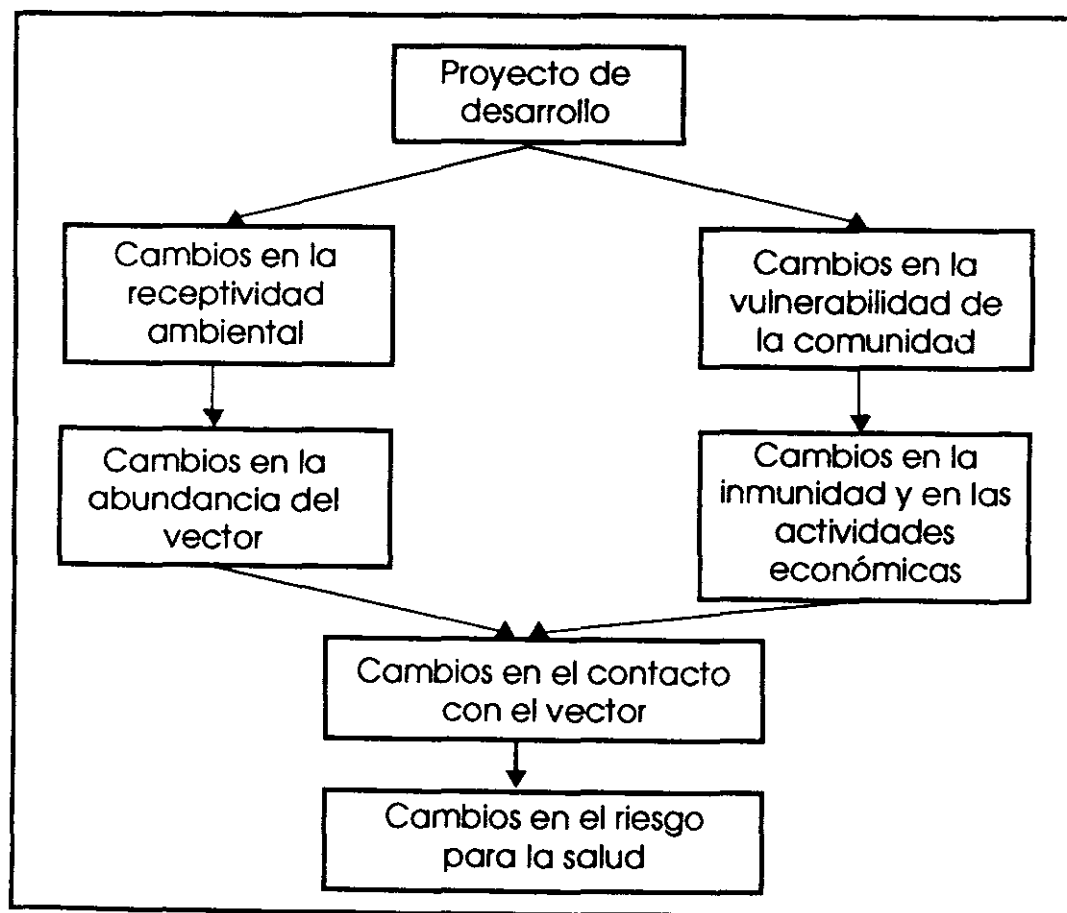 Proyecto de
desarrollo
Cambios en la
receptividad
ambiental
Cambios en la
vulnerabilidad de
la comunidad
Cambios en la
abundancia del
vector
Cambios en la
inmunidad y en las
actividades
económicas
Cambios en el contacto
con el vector
Cambios en el riesgo
para la salud